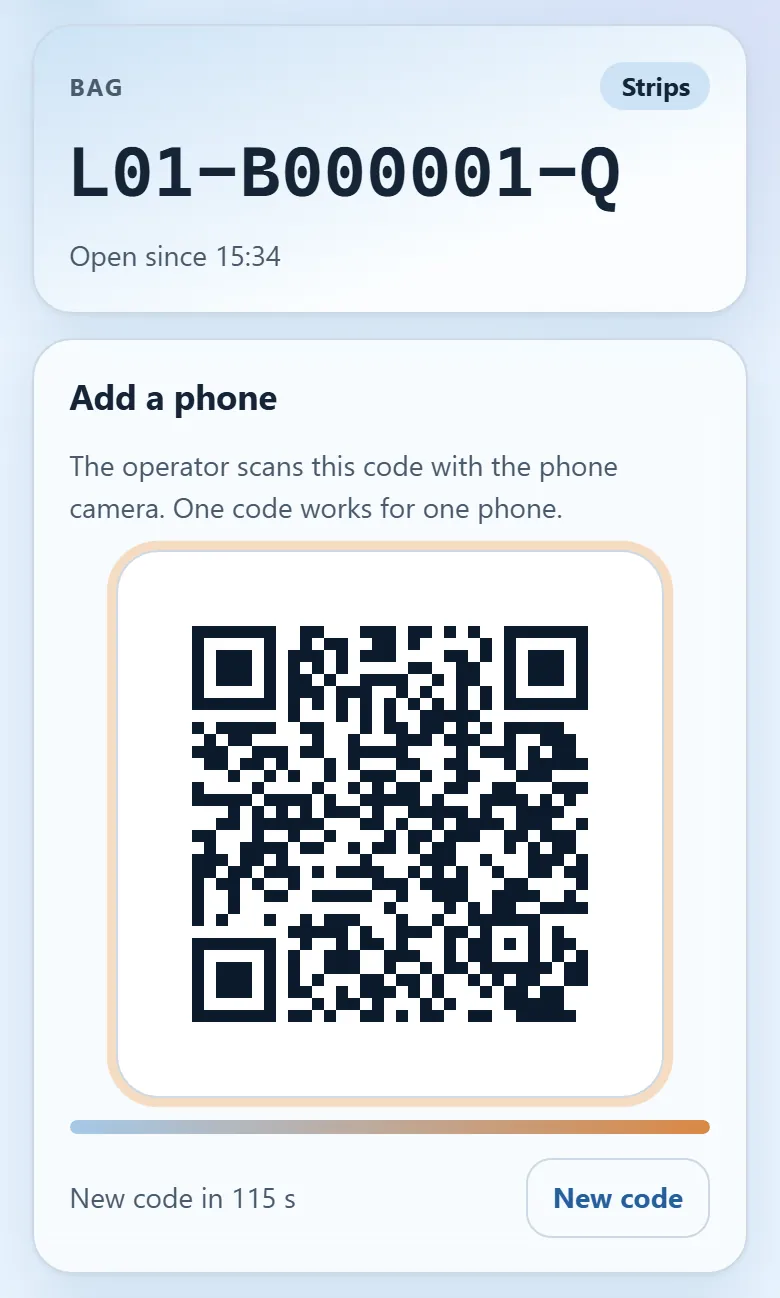 BAG
Strips
L01-B000001-Q
Open since 15:34
Add a phone
The operator scans this code with the phone
camera. One code works for one phone.
New code in 115 s
New code